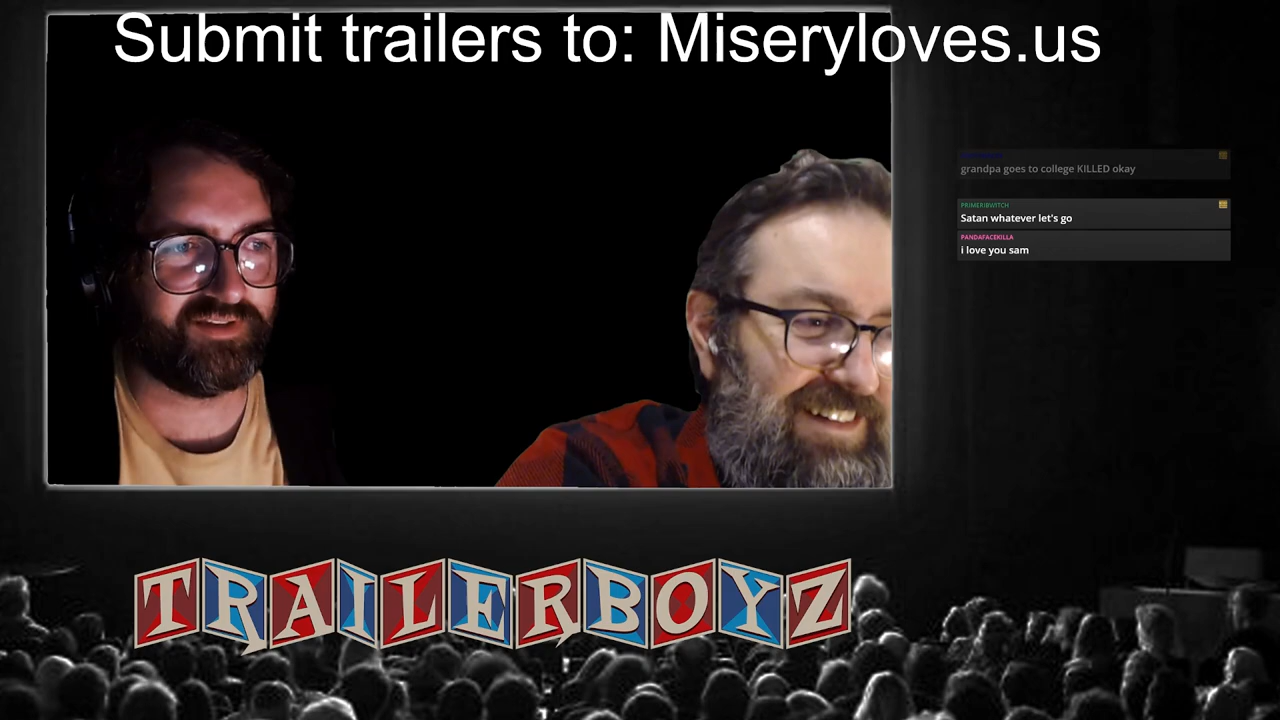 Submit trailers to: Miseryloves.us
grandpa goes to college KILLED okay
PRIMERIBWITCH
Satan whatever let's go
PANDAFACEKILLA
i love you sam
TRAILERBOYZ